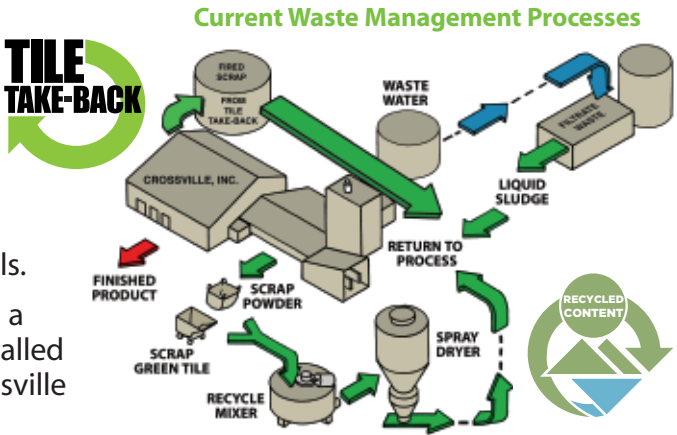 Current Waste Management Processes
TILE
TAKE-BACK
FIRED
SCRAP
FROM
TILE
TAKE-BACK
WASTE
WATER
FILTRATE
WASTE
CROSSVILLE, INC.
LIQUID
SLUDGE
RETURN TO
PROCESS
FINISHED
PRODUCT
SCRAP
POWDER
SCRAP
GREEN TILE
RECYCLE
MIXER
SPRAY
DRYER
RECYCLED
CONTENT
ls.
a
alled
sville